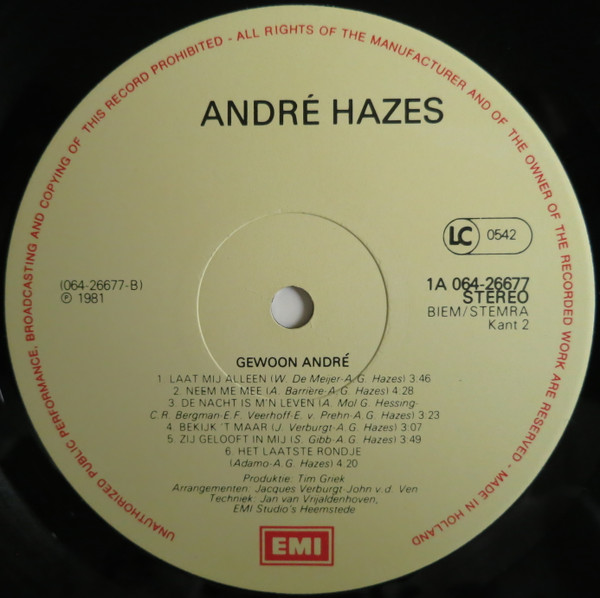 UNAUTHORIZED PUBLIC PERFORMANCE, BROADCASTING AND COPYING OF THIS RECORD PROHIBITED - ALL RIGHTS OF THE MANUFACTURER AND OF THE OWNER OF THE RECORDED WORK ARE RESERVED - MADE IN HOLLAND
ANDRÉ HAZES
LC 0542
(064-26677-B)
℗ 1981
1A 064-26677
STEREO
BIEM/STEMRA
Kant 2
GEWOON ANDRÉ
1. LAAT MIJ ALLEEN (W. De Meijer-A.G. Hazes) 3:46
2. NEEM ME MEE (A. Barrière-A.G. Hazes) 4:28
3. DE NACHT IS M'N LEVEN (A. Mol G. Hessing-
C.R. Bergman-E.F. Veerhoff-E. v. Prehn-A.G. Hazes) 3:23
4. BEKIJK 'T MAAR (J. Verburgt-A.G. Hazes) 3:07
5. ZIJ GELOOFT IN MIJ (S. Gibb-A.G. Hazes) 3:49
6. HET LAATSTE RONDJE
(Adamo-A.G. Hazes) 4:20
Produktie: Tim Griek
Arrangementen: Jacques Verburgt-John v.d. Ven
Techniek: Jan van Vrijaldenhoven,
EMI Studio's Heemstede
EMI